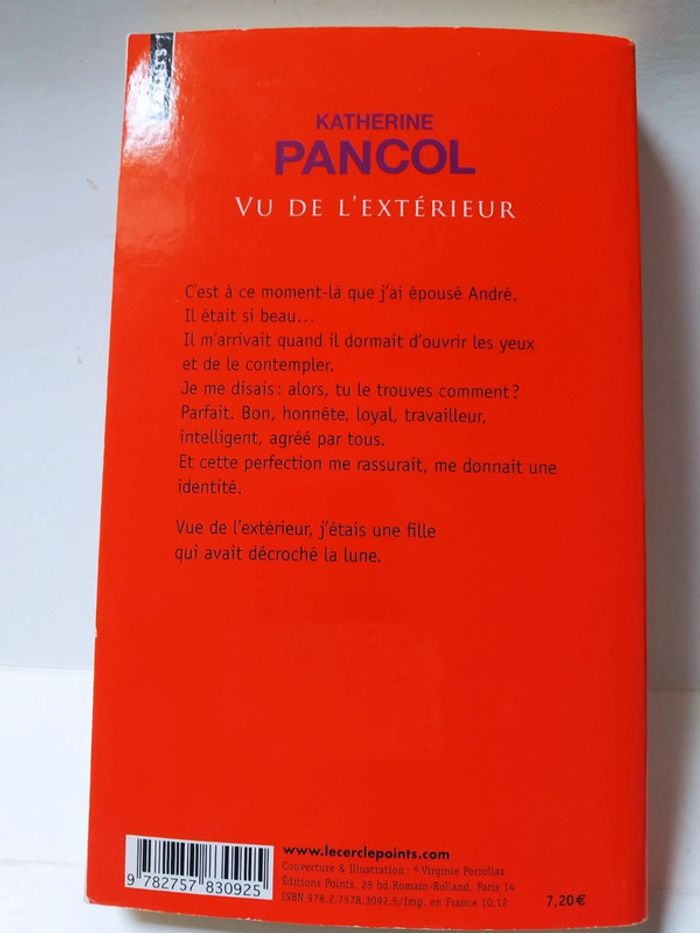 KATHERINE
PANCOL
VU DE L'EXTÉRIEUR
C'est à ce moment-là que j'ai épousé André.
Il était si beau...
Il m'arrivait quand il dormait d'ouvrir les yeux
et de le contempler.
Je me disais : alors, tu le trouves comment ?
Parfait. Bon, honnête, loyal, travailleur,
intelligent, agréé par tous.
Et cette perfection me rassurait, me donnait une
identité.
Vue de l'extérieur, j'étais une fille
qui avait décroché la lune.
www.lecerclepoints.com
Couverture & Illustration : © Virginie Perrollaz
Éditions Points, 25 bd Romain-Rolland, Paris 14
ISBN 978.2.7578.3092.5/Imp. en France 10.12
7,20€
9 782757 830925